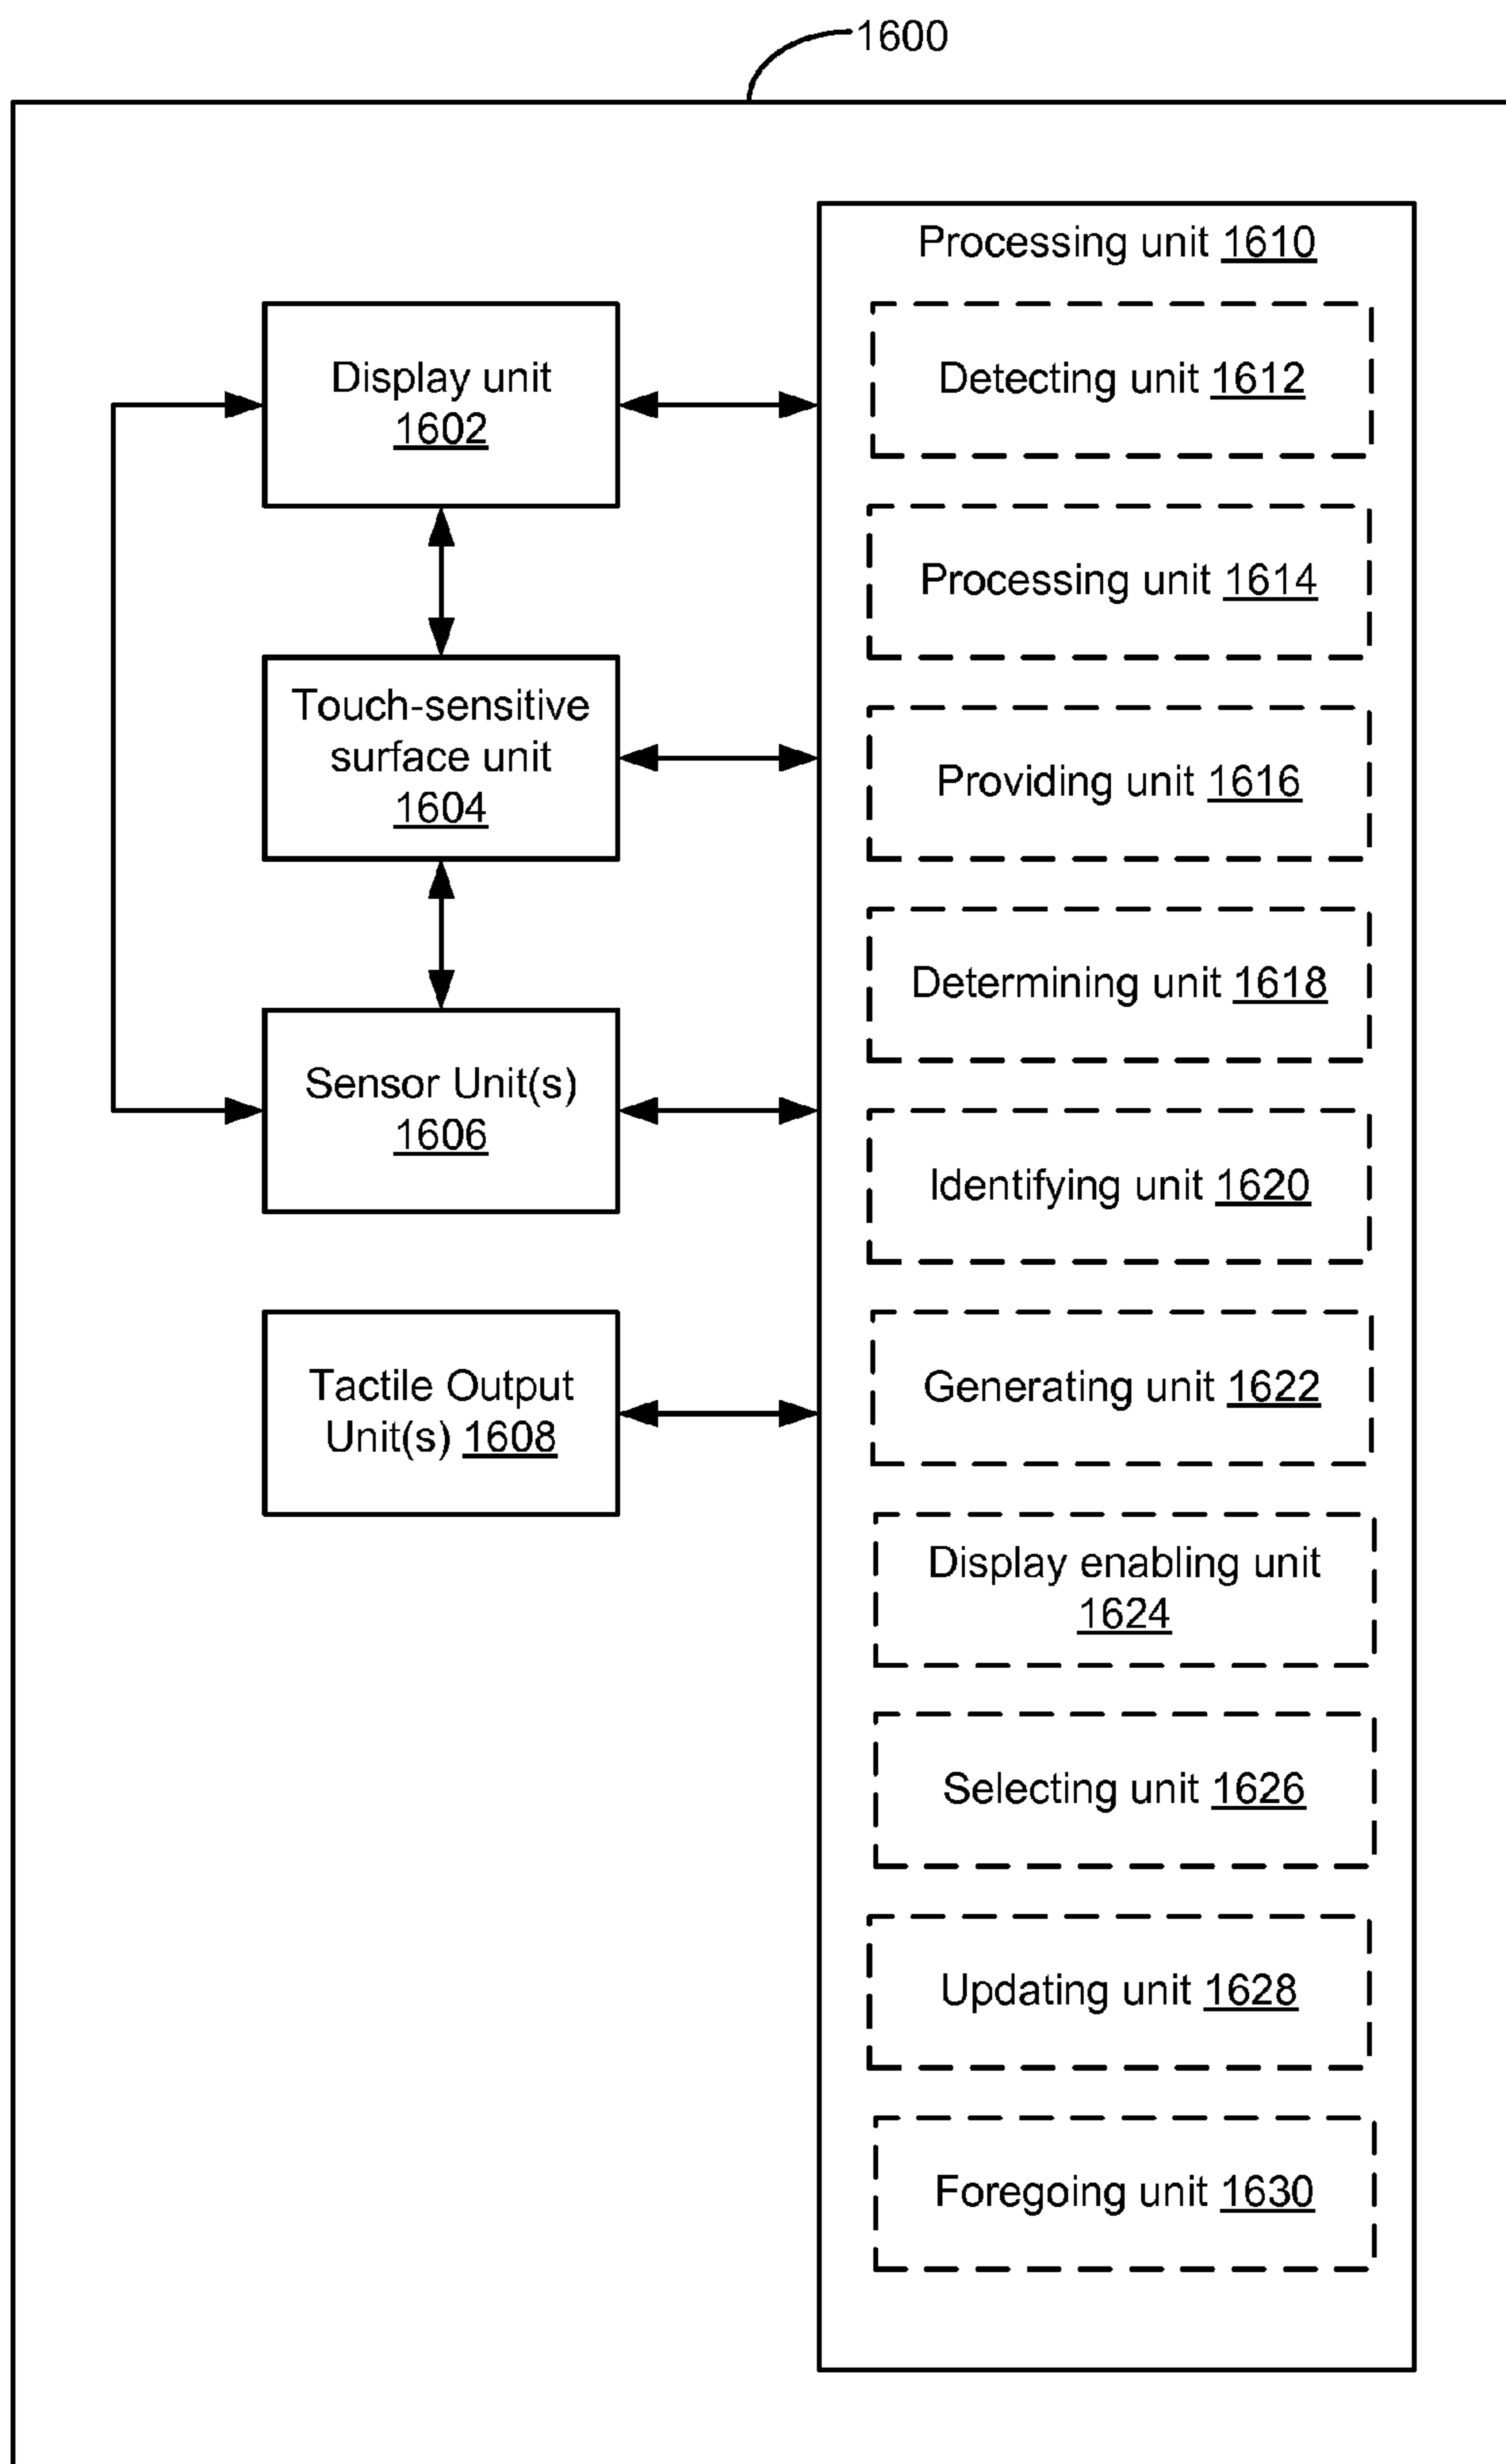 1600
Display unit
1602
Touch-sensitive
surface unit
1604
Sensor Unit(s)
1606
Tactile Output
Unit(s) 1608
Processing unit 1610
Detecting unit 1612
Processing unit 1614
Providing unit 1616
Determining unit 1618
Identifying unit 1620
Generating unit 1622
Display enabling unit
1624
Selecting unit 1626
Updating unit 1628
Foregoing unit 1630